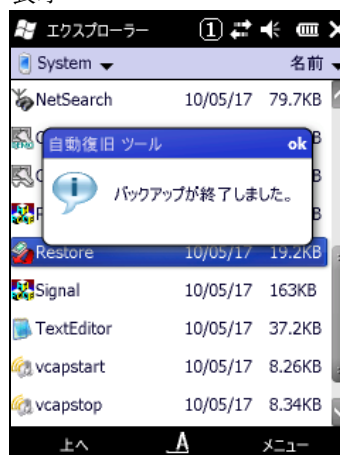 エクスプローラー
System
名前
NetSearch 10/05/17 79.7KB
自動復旧 ツール ok
バックアップが終了しました。
Restore 10/05/17 19.2KB
Signal 10/05/17 163KB
TextEditor 10/05/17 37.2KB
vcapstart 10/05/17 8.26KB
vcapstop 10/05/17 8.34KB
上へ A メニュー